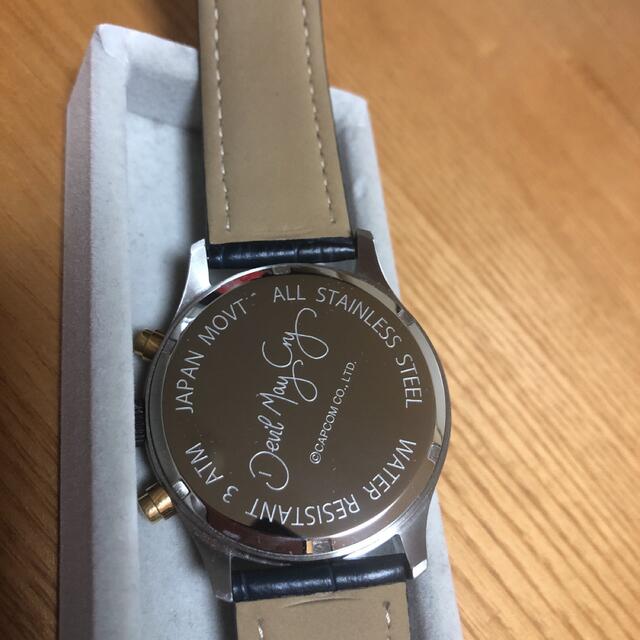 JAPAN MOVT
ALL STAINLESS STEEL
WATER RESISTANT 3 ATM
Devil May Cry
©CAPCOM CO., LTD.